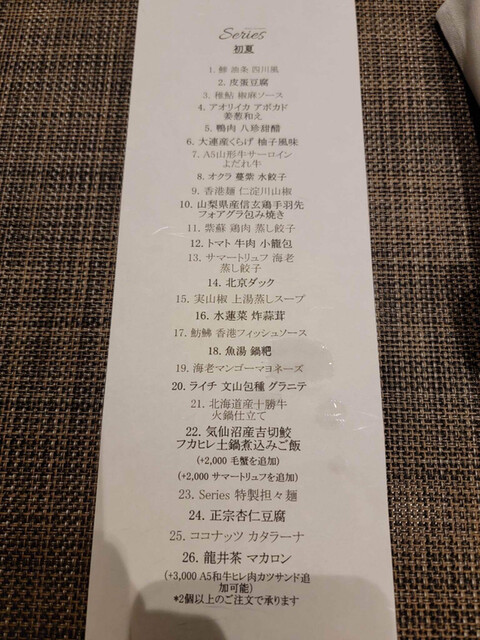 Series
初夏
1. 鯵 油条 四川風
2. 皮蛋豆腐
3. 稚鮎 椒麻ソース
4. アオリイカ アボカド
姜葱和え
5. 鴨肉 八珍甜醋
6. 大連産くらげ 柚子風味
7. A5山形牛サーロイン
よだれ牛
8. オクラ 蔓紫 水餃子
9. 香港麺 仁淀川山椒
10. 山梨県産信玄鶏手羽先
フォアグラ包み焼き
11. 紫蘇 鶏肉 蒸し餃子
12. トマト 牛肉 小籠包
13. サマートリュフ 海老
蒸し餃子
14. 北京ダック
15. 実山椒 上湯蒸しスープ
16. 水蓮菜 炸蒜茸
17. 魴鮄 香港フィッシュソース
18. 魚湯 鍋粑
19. 海老マンゴーマヨネーズ
20. ライチ 文山包種 グラニテ
21. 北海道産十勝牛
火鍋仕立て
22. 気仙沼産吉切鮫
フカヒレ土鍋煮込みご飯
(+2,000 毛蟹を追加)
(+2,000 サマートリュフを追加)
23. Series 特製担々麺
24. 正宗杏仁豆腐
25. ココナッツ カタラーナ
26. 龍井茶 マカロン
(+3,000 A5和牛ヒレ肉カツサンド追
加可能)
*2個以上のご注文で承ります